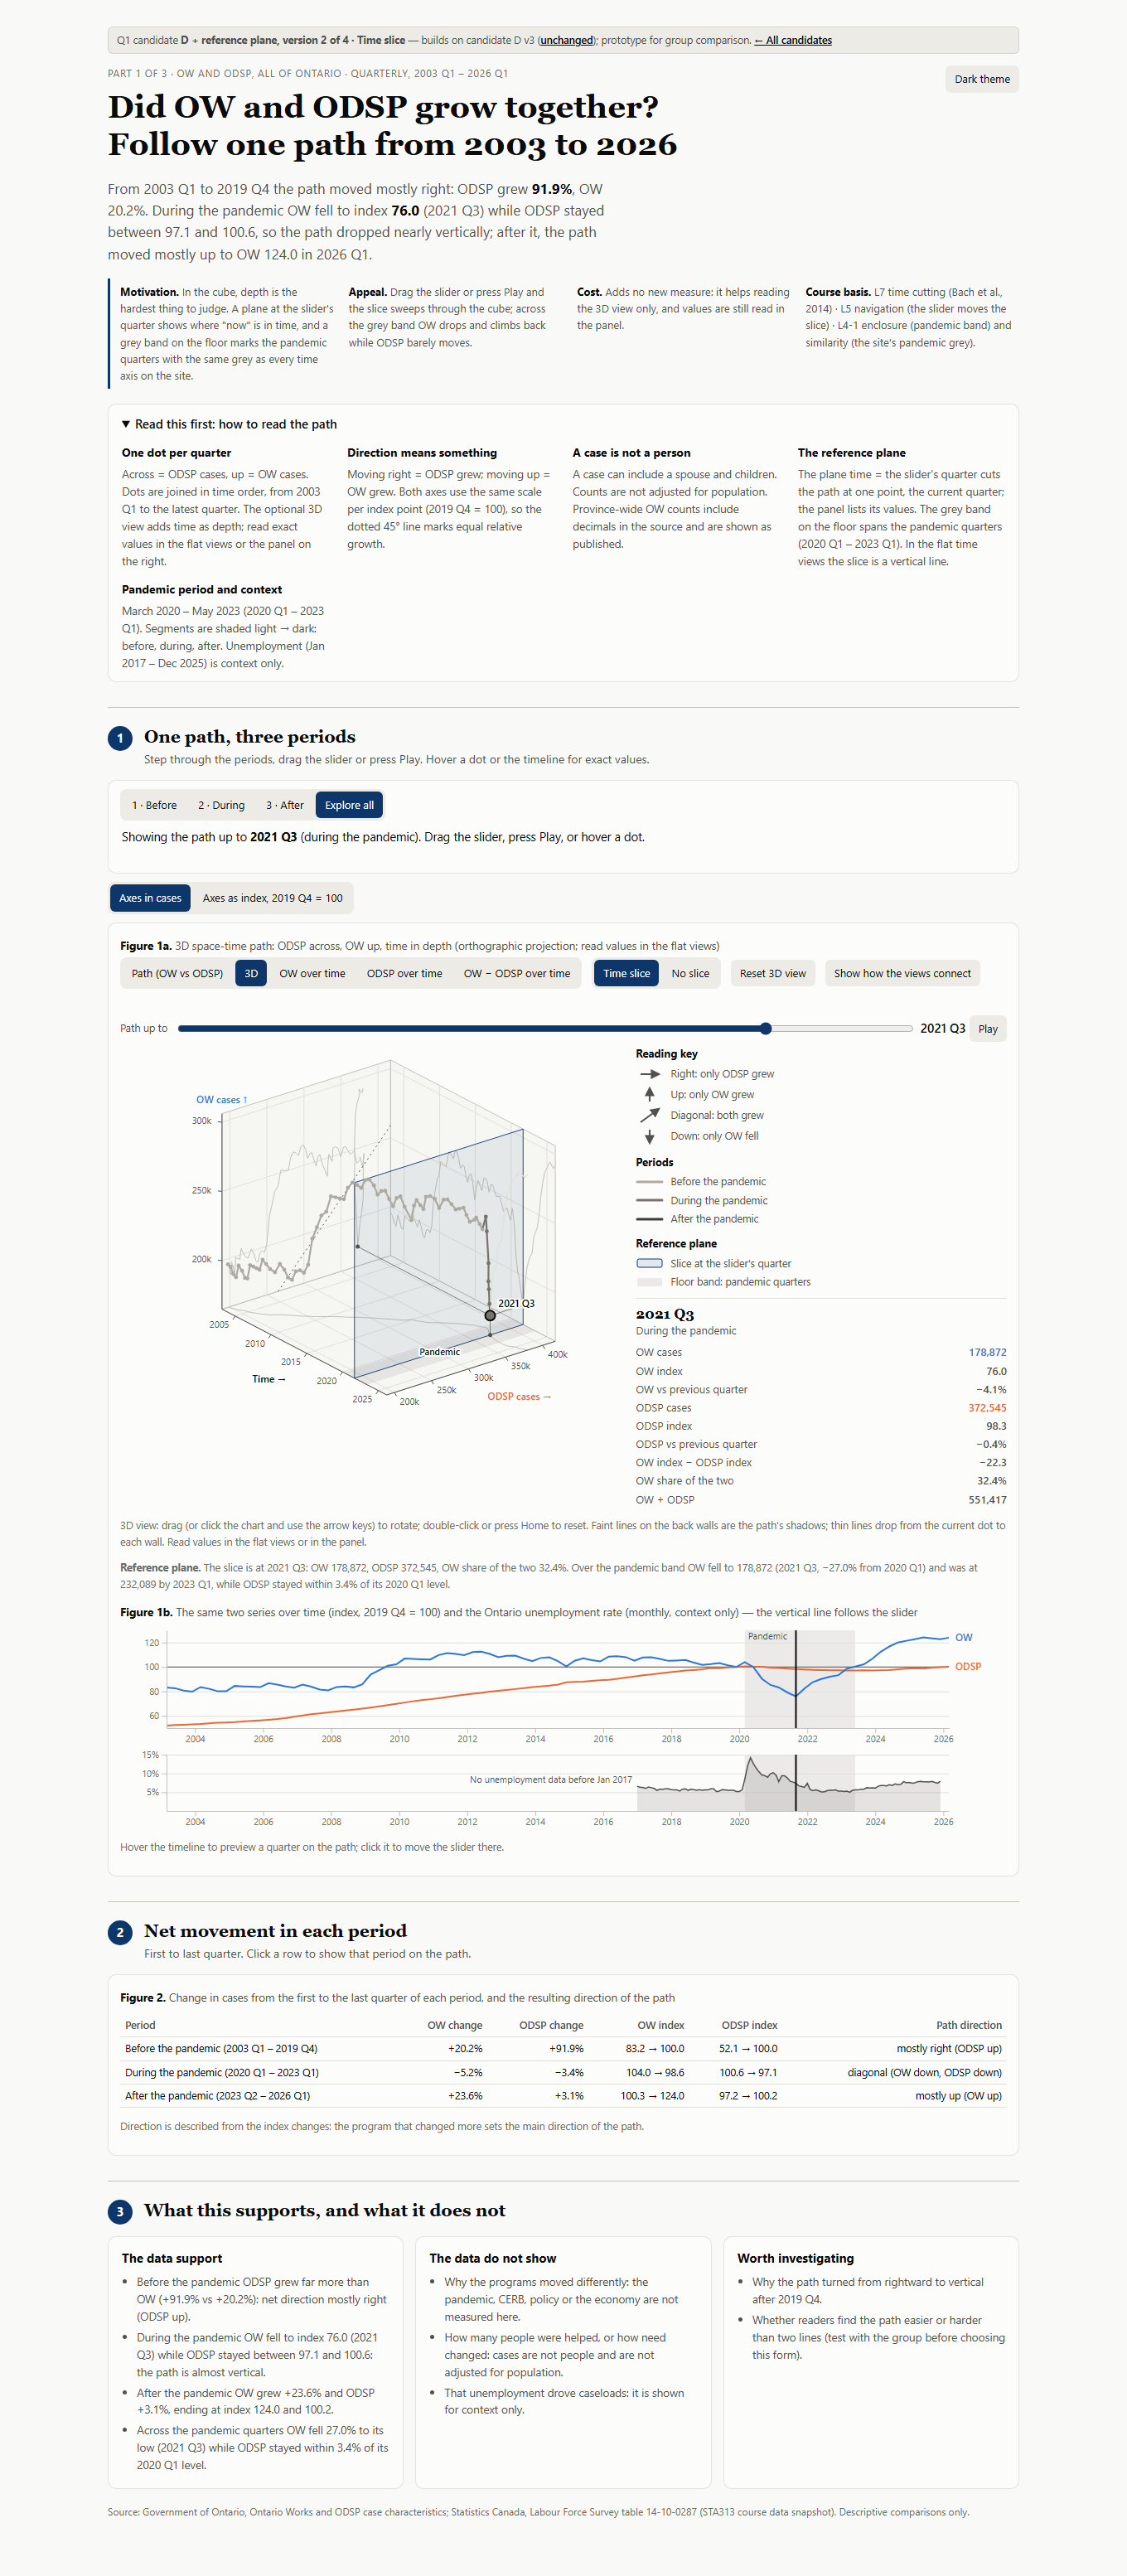 Q1 candidate D + reference plane, version 2 of 4 · Time slice — builds on candidate D v3 (unchanged); prototype for group comparison. ← All candidates
PART 1 OF 3 · OW AND ODSP, ALL OF ONTARIO · QUARTERLY, 2003 Q1 – 2026 Q1
Dark theme
Did OW and ODSP grow together?
Follow one path from 2003 to 2026
From 2003 Q1 to 2019 Q4 the path moved mostly right: ODSP grew 91.9%, OW
20.2%. During the pandemic OW fell to index 76.0 (2021 Q3) while ODSP stayed
between 97.1 and 100.6, so the path dropped nearly vertically; after it, the path
moved mostly up to OW 124.0 in 2026 Q1.
Motivation. In the cube, depth is the
hardest thing to judge. A plane at the slider's
quarter shows where "now" is in time, and a
grey band on the floor marks the pandemic
quarters with the same grey as every time
axis on the site.
Appeal. Drag the slider or press Play and
the slice sweeps through the cube; across
the grey band OW drops and climbs back
while ODSP barely moves.
Cost. Adds no new measure: it helps reading
the 3D view only, and values are still read in
the panel.
Course basis. L7 time cutting (Bach et al.,
2014) · L5 navigation (the slider moves the
slice) · L4-1 enclosure (pandemic band) and
similarity (the site's pandemic grey).
▼ Read this first: how to read the path
One dot per quarter
Across = ODSP cases, up = OW cases.
Dots are joined in time order, from 2003
Q1 to the latest quarter. The optional 3D
view adds time as depth; read exact
values in the flat views or the panel on
the right.
Direction means something
Moving right = ODSP grew; moving up =
OW grew. Both axes use the same scale
per index point (2019 Q4 = 100), so the
dotted 45° line marks equal relative
growth.
A case is not a person
A case can include a spouse and children.
Counts are not adjusted for population.
Province-wide OW counts include
decimals in the source and are shown as
published.
The reference plane
The plane time = the slider's quarter cuts
the path at one point, the current quarter;
the panel lists its values. The grey band
on the floor spans the pandemic quarters
(2020 Q1 – 2023 Q1). In the flat time
views the slice is a vertical line.
Pandemic period and context
March 2020 – May 2023 (2020 Q1 – 2023
Q1). Segments are shaded light → dark:
before, during, after. Unemployment (Jan
2017 – Dec 2025) is context only.
1 One path, three periods
Step through the periods, drag the slider or press Play. Hover a dot or the timeline for exact values.
1 · Before 2 · During 3 · After Explore all
Showing the path up to 2021 Q3 (during the pandemic). Drag the slider, press Play, or hover a dot.
Axes in cases Axes as index, 2019 Q4 = 100
Figure 1a. 3D space-time path: ODSP across, OW up, time in depth (orthographic projection; read values in the flat views)
Path (OW vs ODSP) 3D OW over time ODSP over time OW − ODSP over time Time slice No slice Reset 3D view Show how the views connect
Path up to 2021 Q3 Play
OW cases ↑
300k
250k
200k
2005
2010
2015
2020
2025
Time →
200k
250k
300k
350k
400k
ODSP cases →
Pandemic
2021 Q3
Reading key
Right: only ODSP grew
Up: only OW grew
Diagonal: both grew
Down: only OW fell
Periods
Before the pandemic
During the pandemic
After the pandemic
Reference plane
Slice at the slider's quarter
Floor band: pandemic quarters
2021 Q3
During the pandemic
OW cases 178,872
OW index 76.0
OW vs previous quarter −4.1%
ODSP cases 372,545
ODSP index 98.3
ODSP vs previous quarter −0.4%
OW index − ODSP index −22.3
OW share of the two 32.4%
OW + ODSP 551,417
3D view: drag (or click the chart and use the arrow keys) to rotate; double-click or press Home to reset. Faint lines on the back walls are the path's shadows; thin lines drop from the current dot to
each wall. Read values in the flat views or in the panel.
Reference plane. The slice is at 2021 Q3: OW 178,872, ODSP 372,545, OW share of the two 32.4%. Over the pandemic band OW fell to 178,872 (2021 Q3, −27.0% from 2020 Q1) and was at
232,089 by 2023 Q1, while ODSP stayed within 3.4% of its 2020 Q1 level.
Figure 1b. The same two series over time (index, 2019 Q4 = 100) and the Ontario unemployment rate (monthly, context only) — the vertical line follows the slider
120
100
80
60
Pandemic
OW
ODSP
2004 2006 2008 2010 2012 2014 2016 2018 2020 2022 2024 2026
15%
10%
5%
No unemployment data before Jan 2017
2004 2006 2008 2010 2012 2014 2016 2018 2020 2022 2024 2026
Hover the timeline to preview a quarter on the path; click it to move the slider there.
2 Net movement in each period
First to last quarter. Click a row to show that period on the path.
Figure 2. Change in cases from the first to the last quarter of each period, and the resulting direction of the path
Period OW change ODSP change OW index ODSP index Path direction
Before the pandemic (2003 Q1 – 2019 Q4) +20.2% +91.9% 83.2 → 100.0 52.1 → 100.0 mostly right (ODSP up)
During the pandemic (2020 Q1 – 2023 Q1) −5.2% −3.4% 104.0 → 98.6 100.6 → 97.1 diagonal (OW down, ODSP down)
After the pandemic (2023 Q2 – 2026 Q1) +23.6% +3.1% 100.3 → 124.0 97.2 → 100.2 mostly up (OW up)
Direction is described from the index changes: the program that changed more sets the main direction of the path.
3 What this supports, and what it does not
The data support
• Before the pandemic ODSP grew far more than
OW (+91.9% vs +20.2%): net direction mostly right
(ODSP up).
• During the pandemic OW fell to index 76.0 (2021
Q3) while ODSP stayed between 97.1 and 100.6:
the path is almost vertical.
• After the pandemic OW grew +23.6% and ODSP
+3.1%, ending at index 124.0 and 100.2.
• Across the pandemic quarters OW fell 27.0% to its
low (2021 Q3) while ODSP stayed within 3.4% of its
2020 Q1 level.
The data do not show
• Why the programs moved differently: the
pandemic, CERB, policy or the economy are not
measured here.
• How many people were helped, or how need
changed: cases are not people and are not
adjusted for population.
• That unemployment drove caseloads: it is shown
for context only.
Worth investigating
• Why the path turned from rightward to vertical
after 2019 Q4.
• Whether readers find the path easier or harder
than two lines (test with the group before choosing
this form).
Source: Government of Ontario, Ontario Works and ODSP case characteristics; Statistics Canada, Labour Force Survey table 14-10-0287 (STA313 course data snapshot). Descriptive comparisons only.